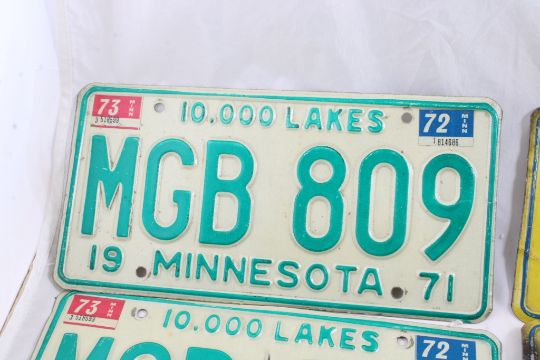 73 MINN
10,000 LAKES
72 MINN
MGB 809
19 MINNESOTA 71
73 MINN
10,000 LAKES
72